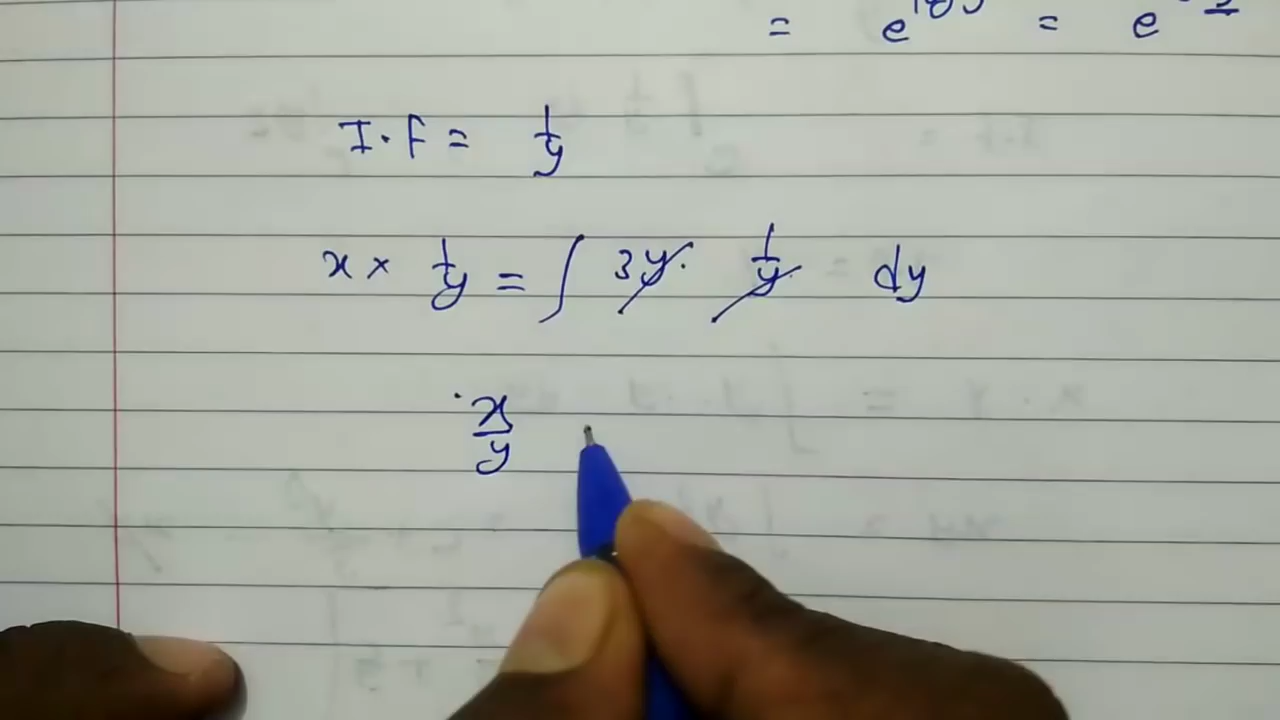 I.F = 1/y
x × 1/y = ∫ 3y. 1/y dy
x/y